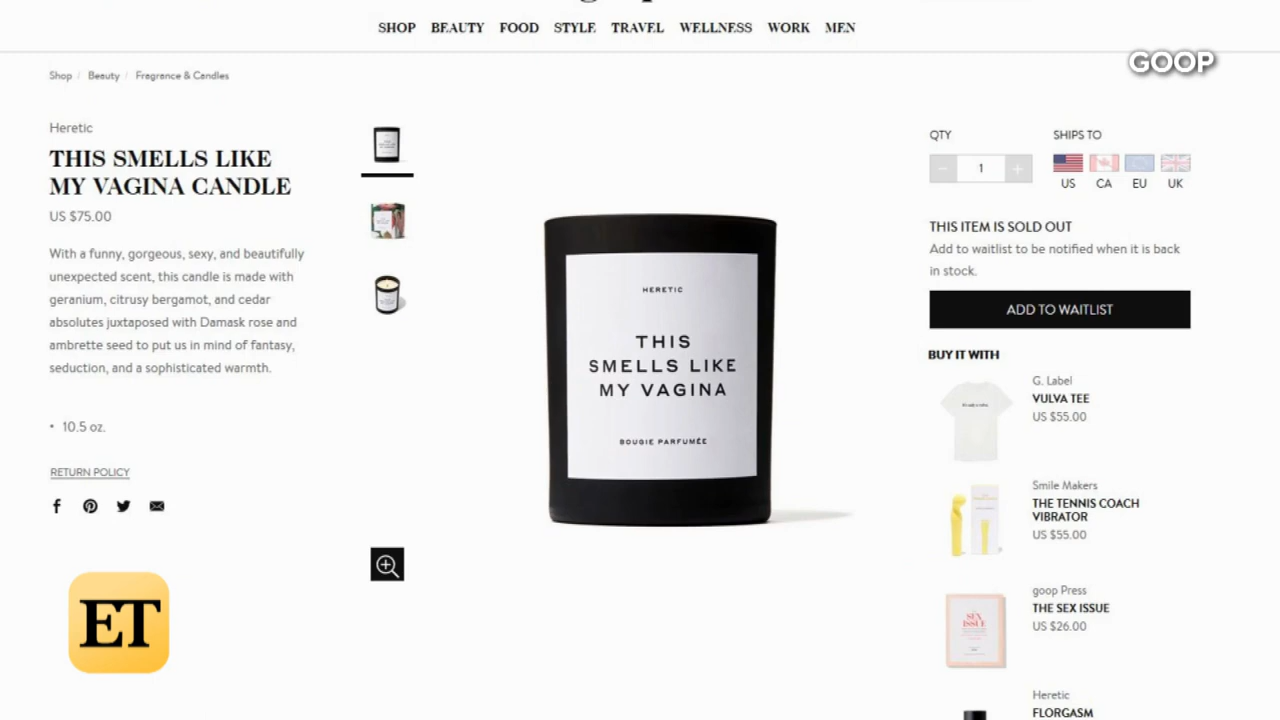 SHOP BEAUTY FOOD STYLE TRAVEL WELLNESS WORK MEN
GOOP
Shop / Beauty / Fragrance & Candles
Heretic
THIS SMELLS LIKE
MY VAGINA CANDLE
US $75.00
With a funny, gorgeous, sexy, and beautifully
unexpected scent, this candle is made with
geranium, citrusy bergamot, and cedar
absolutes juxtaposed with Damask rose and
ambrette seed to put us in mind of fantasy,
seduction, and a sophisticated warmth.
• 10.5 oz.
RETURN POLICY
ET
HERETIC
THIS
SMELLS LIKE
MY VAGINA
BOUGIE PARFUMÉE
QTY
1
SHIPS TO
US CA EU UK
THIS ITEM IS SOLD OUT
Add to waitlist to be notified when it is back
in stock.
ADD TO WAITLIST
BUY IT WITH
G. Label
VULVA TEE
US $55.00
Smile Makers
THE TENNIS COACH
VIBRATOR
US $55.00
goop Press
THE SEX ISSUE
US $26.00
SEX
ISSUE
Heretic
FLORGASM